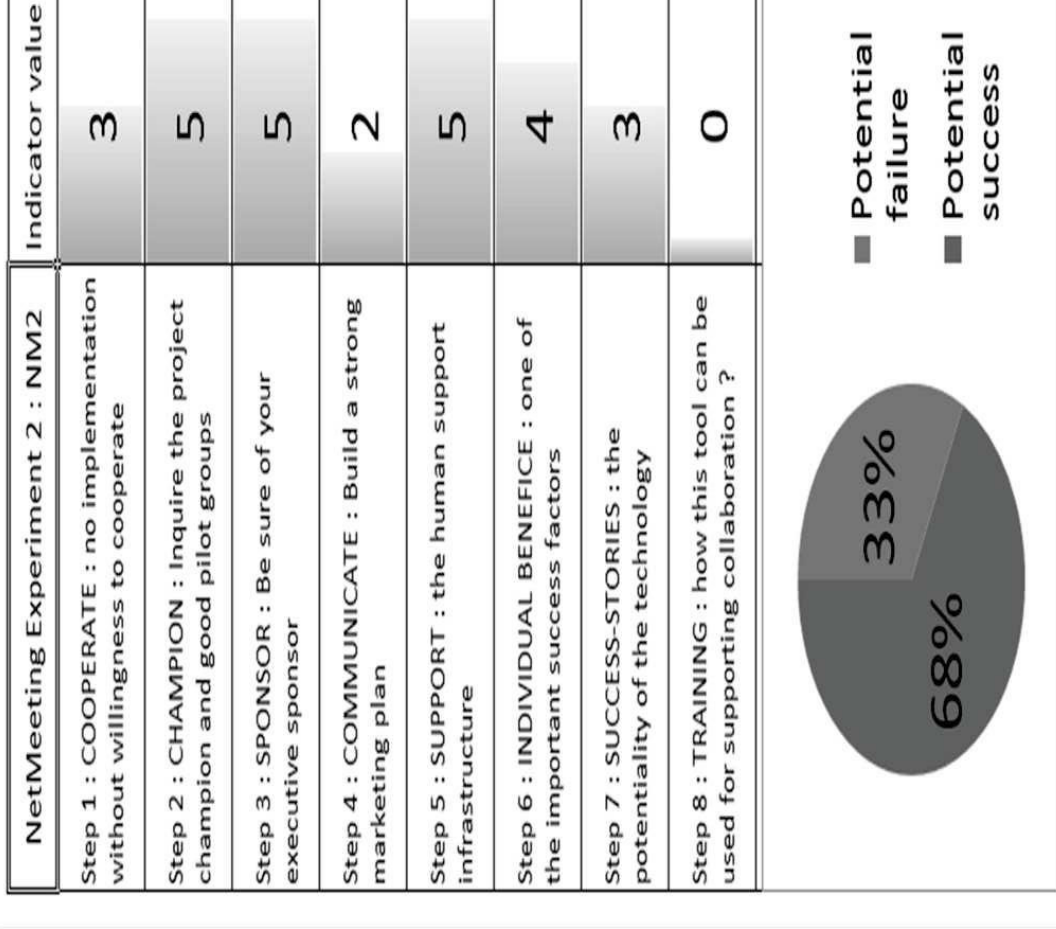 NetMeeting Experiment 2 : NM2
Indicator value
Step 1 : COOPERATE : no implementation
without willingness to cooperate
3
Step 2 : CHAMPION : Inquire the project
champion and good pilot groups
5
Step 3 : SPONSOR : Be sure of your
executive sponsor
5
Step 4 : COMMUNICATE : Build a strong
marketing plan
2
Step 5 : SUPPORT : the human support
infrastructure
5
Step 6 : INDIVIDUAL BENEFICE : one of
the important success factors
4
Step 7 : SUCCESS-STORIES : the
potentiality of the technology
3
Step 8 : TRAINING : how this tool can be
used for supporting collaboration ?
0
33%
68%
Potential
failure
Potential
success